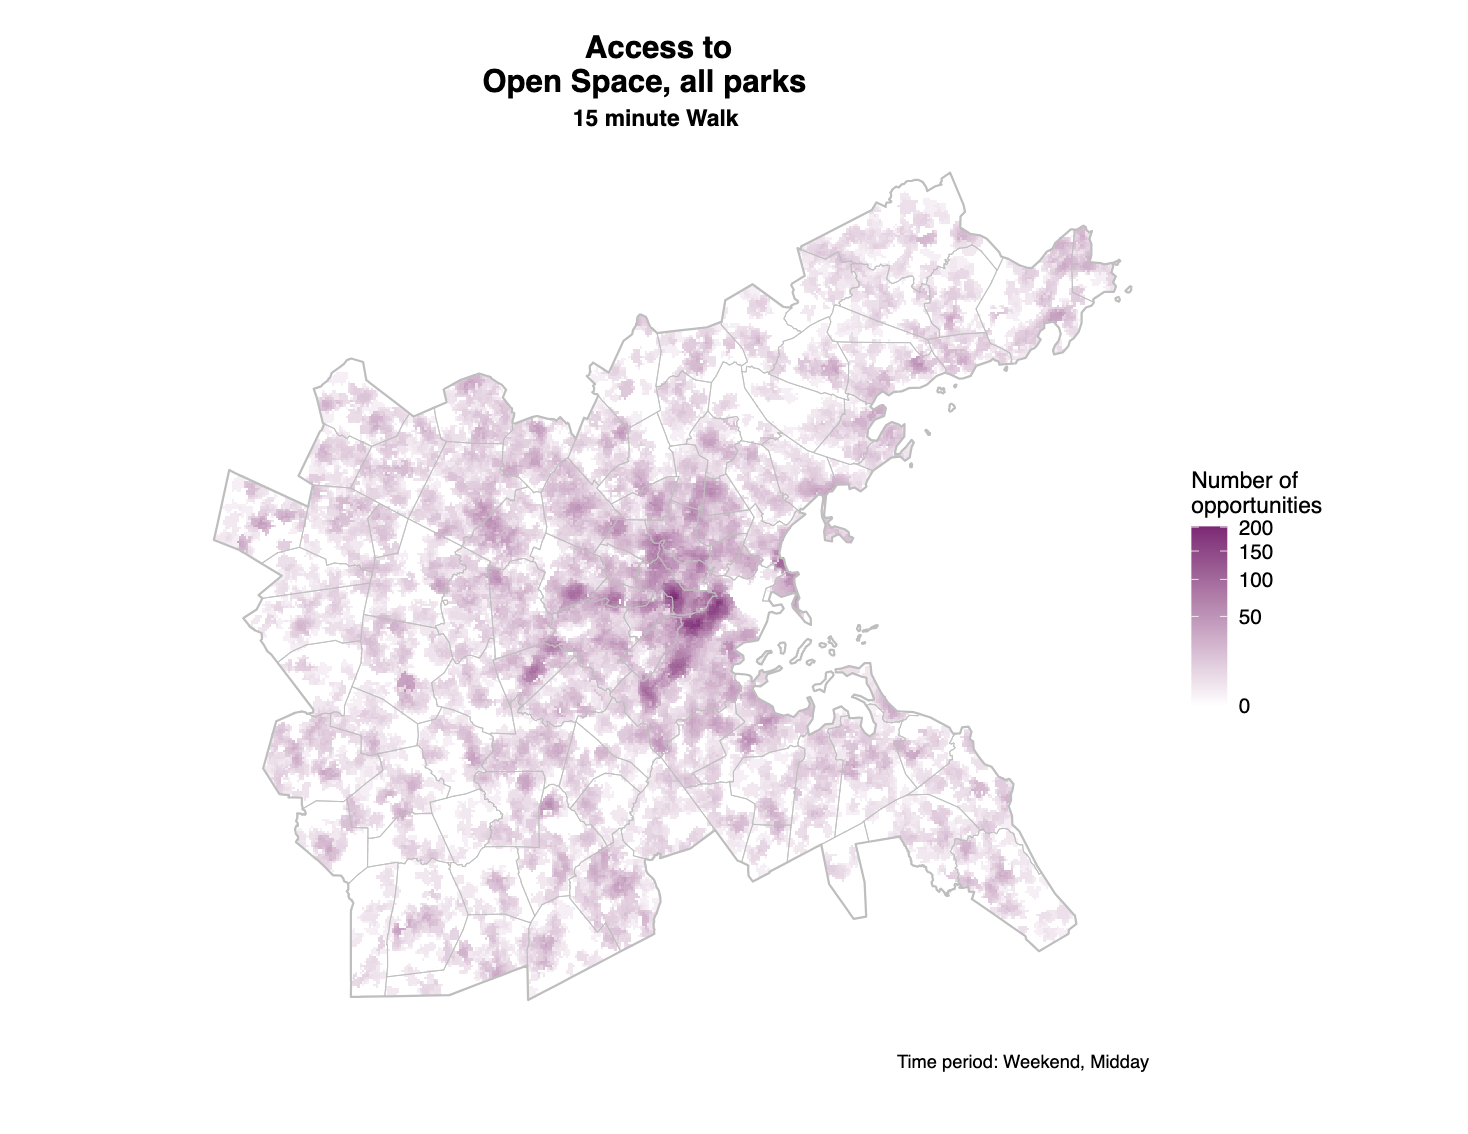 Access to
Open Space, all parks
15 minute Walk
Number of
opportunities
200
150
100
50
0
Time period: Weekend, Midday